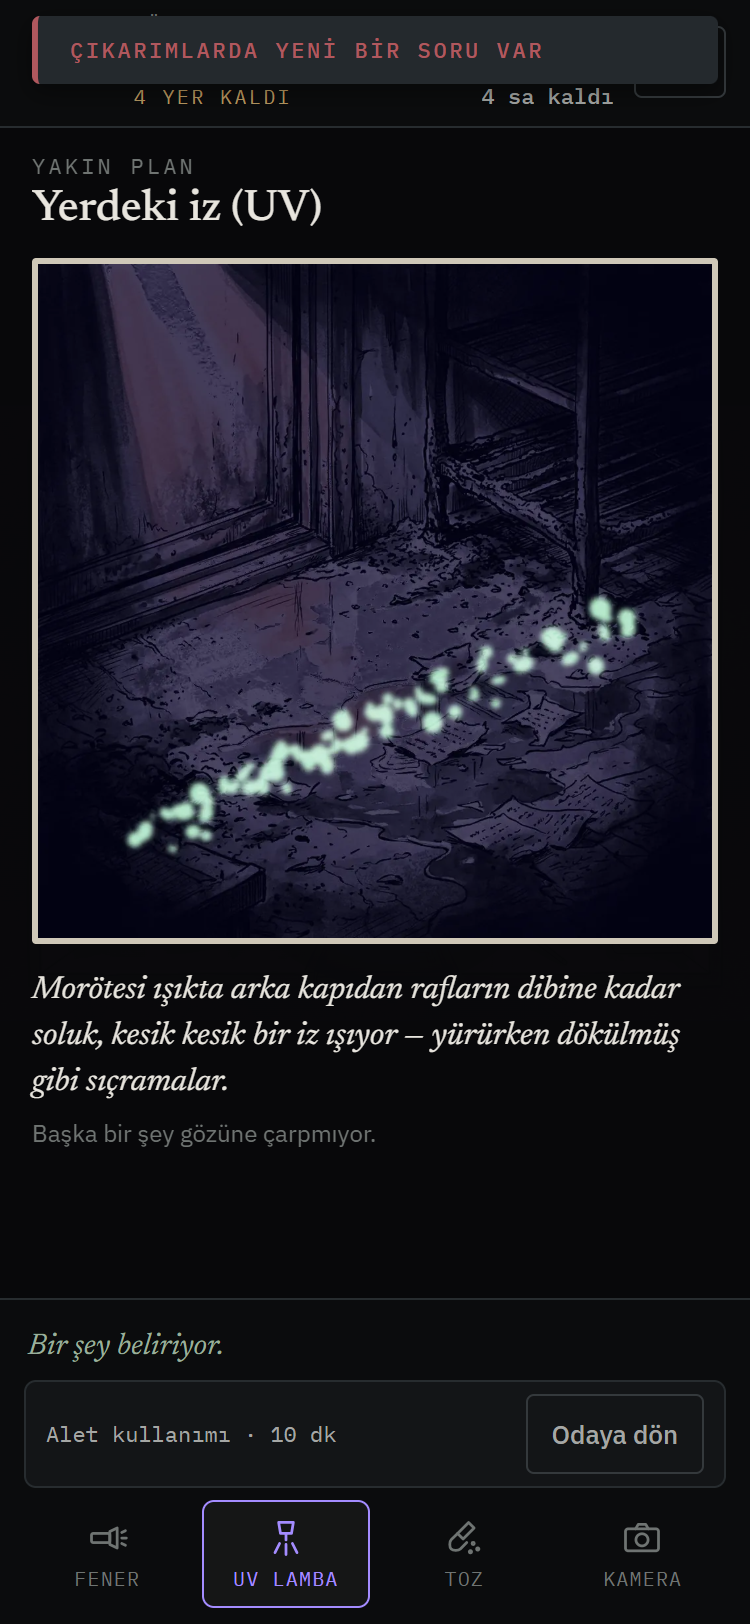 ÇIKARIMLARDA YENİ BİR SORU VAR
4 YER KALDI
4 sa kaldı
YAKIN PLAN
Yerdeki iz (UV)
Morötesi ışıkta arka kapıdan rafların dibine kadar
soluk, kesik kesik bir iz ışıyor — yürürken dökülmüş
gibi sıçramalar.
Başka bir şey gözüne çarpmıyor.
Bir şey beliriyor.
Alet kullanımı · 10 dk
Odaya dön
FENER
UV LAMBA
TOZ
KAMERA